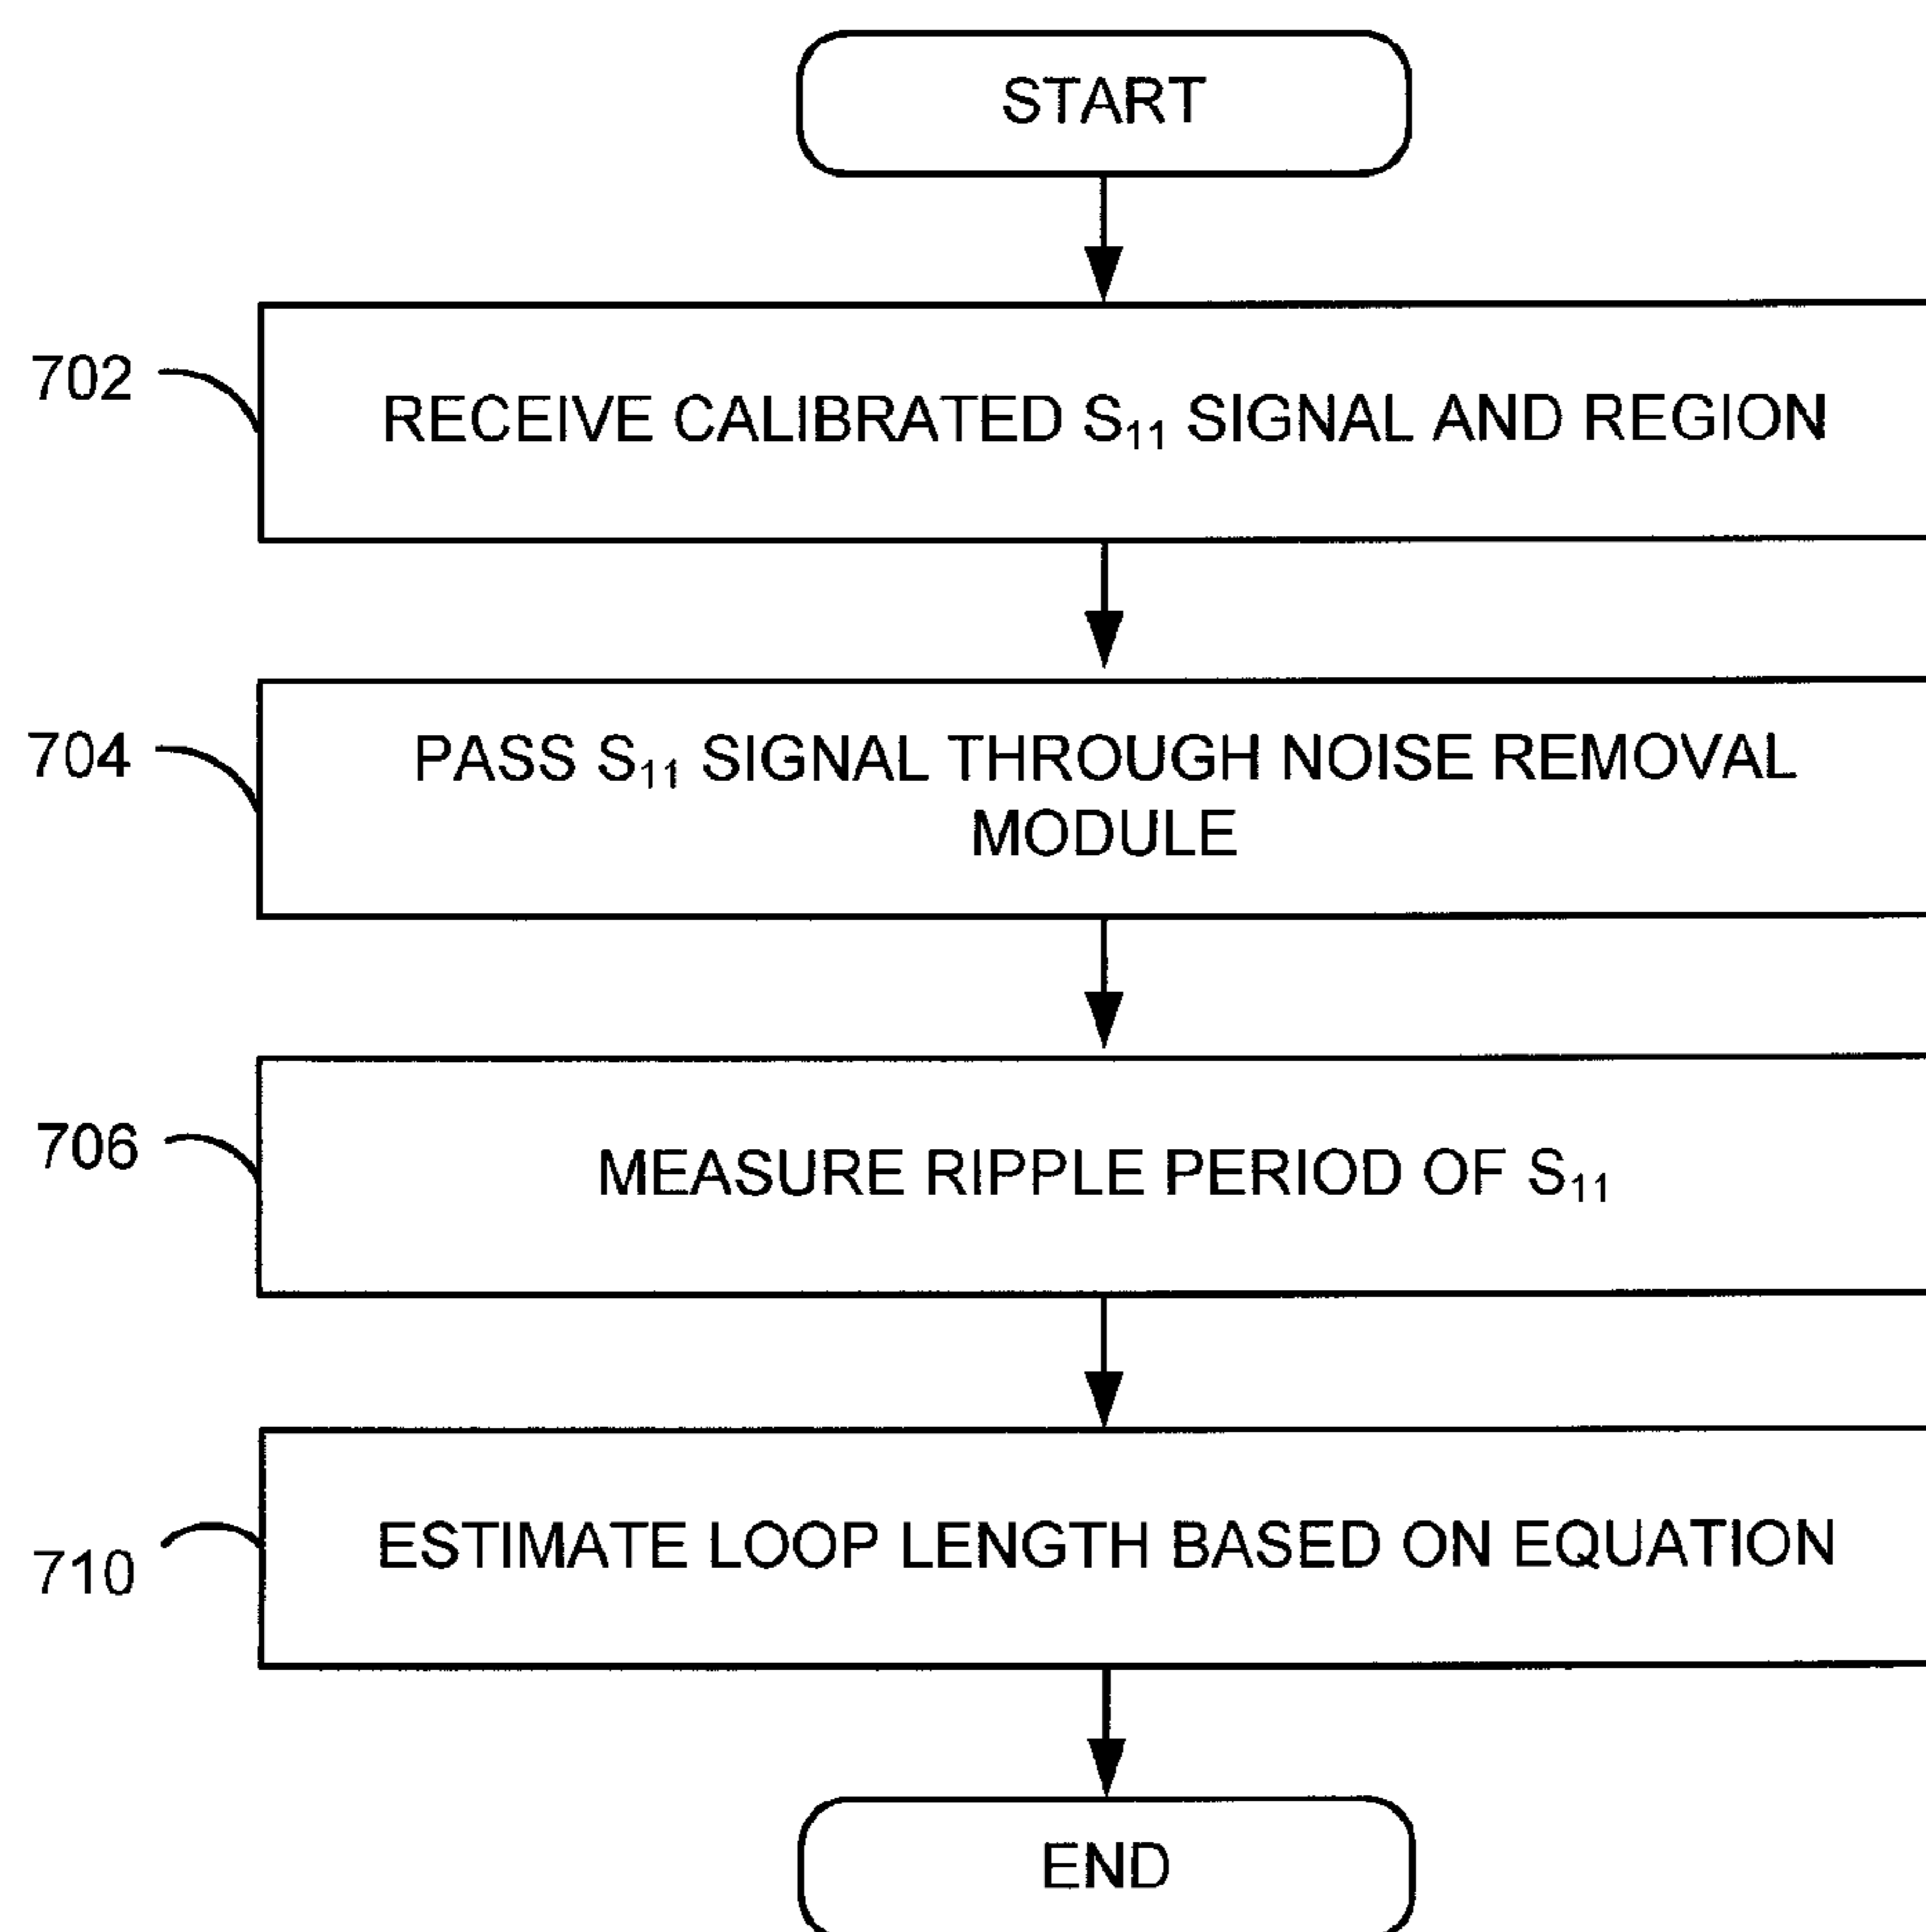 START
702
RECEIVE CALIBRATED S₁₁ SIGNAL AND REGION
704
PASS S₁₁ SIGNAL THROUGH NOISE REMOVAL
MODULE
706
MEASURE RIPPLE PERIOD OF S₁₁
710
ESTIMATE LOOP LENGTH BASED ON EQUATION
END